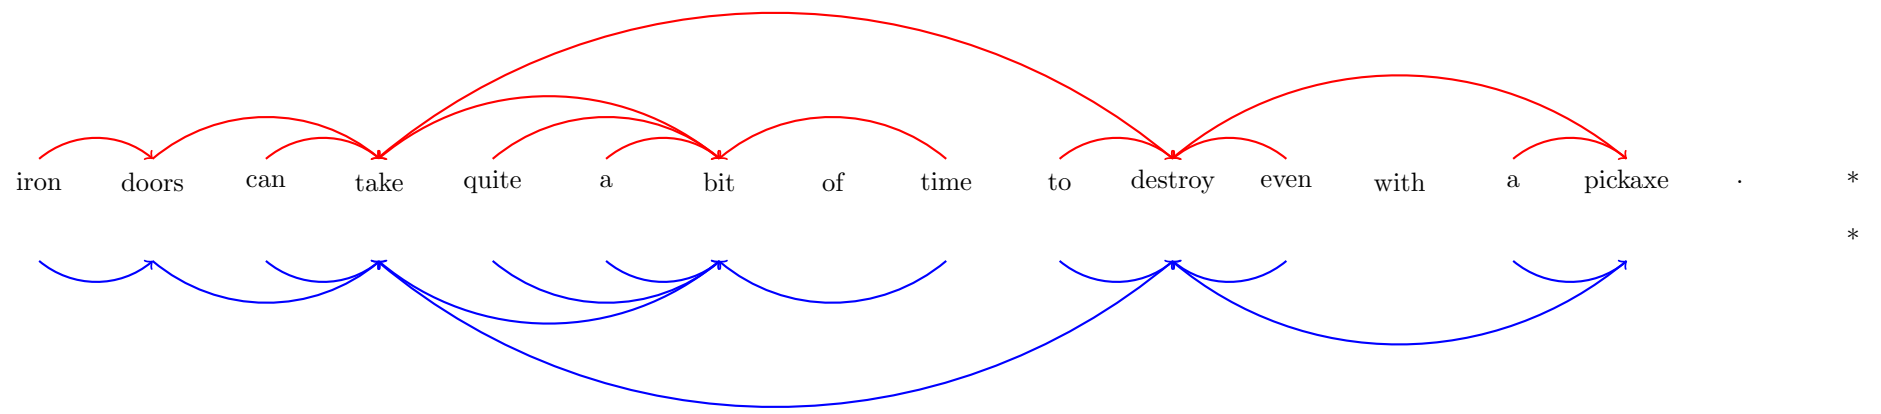 iron doors can take quite a bit of time to destroy even with a pickaxe . *
*